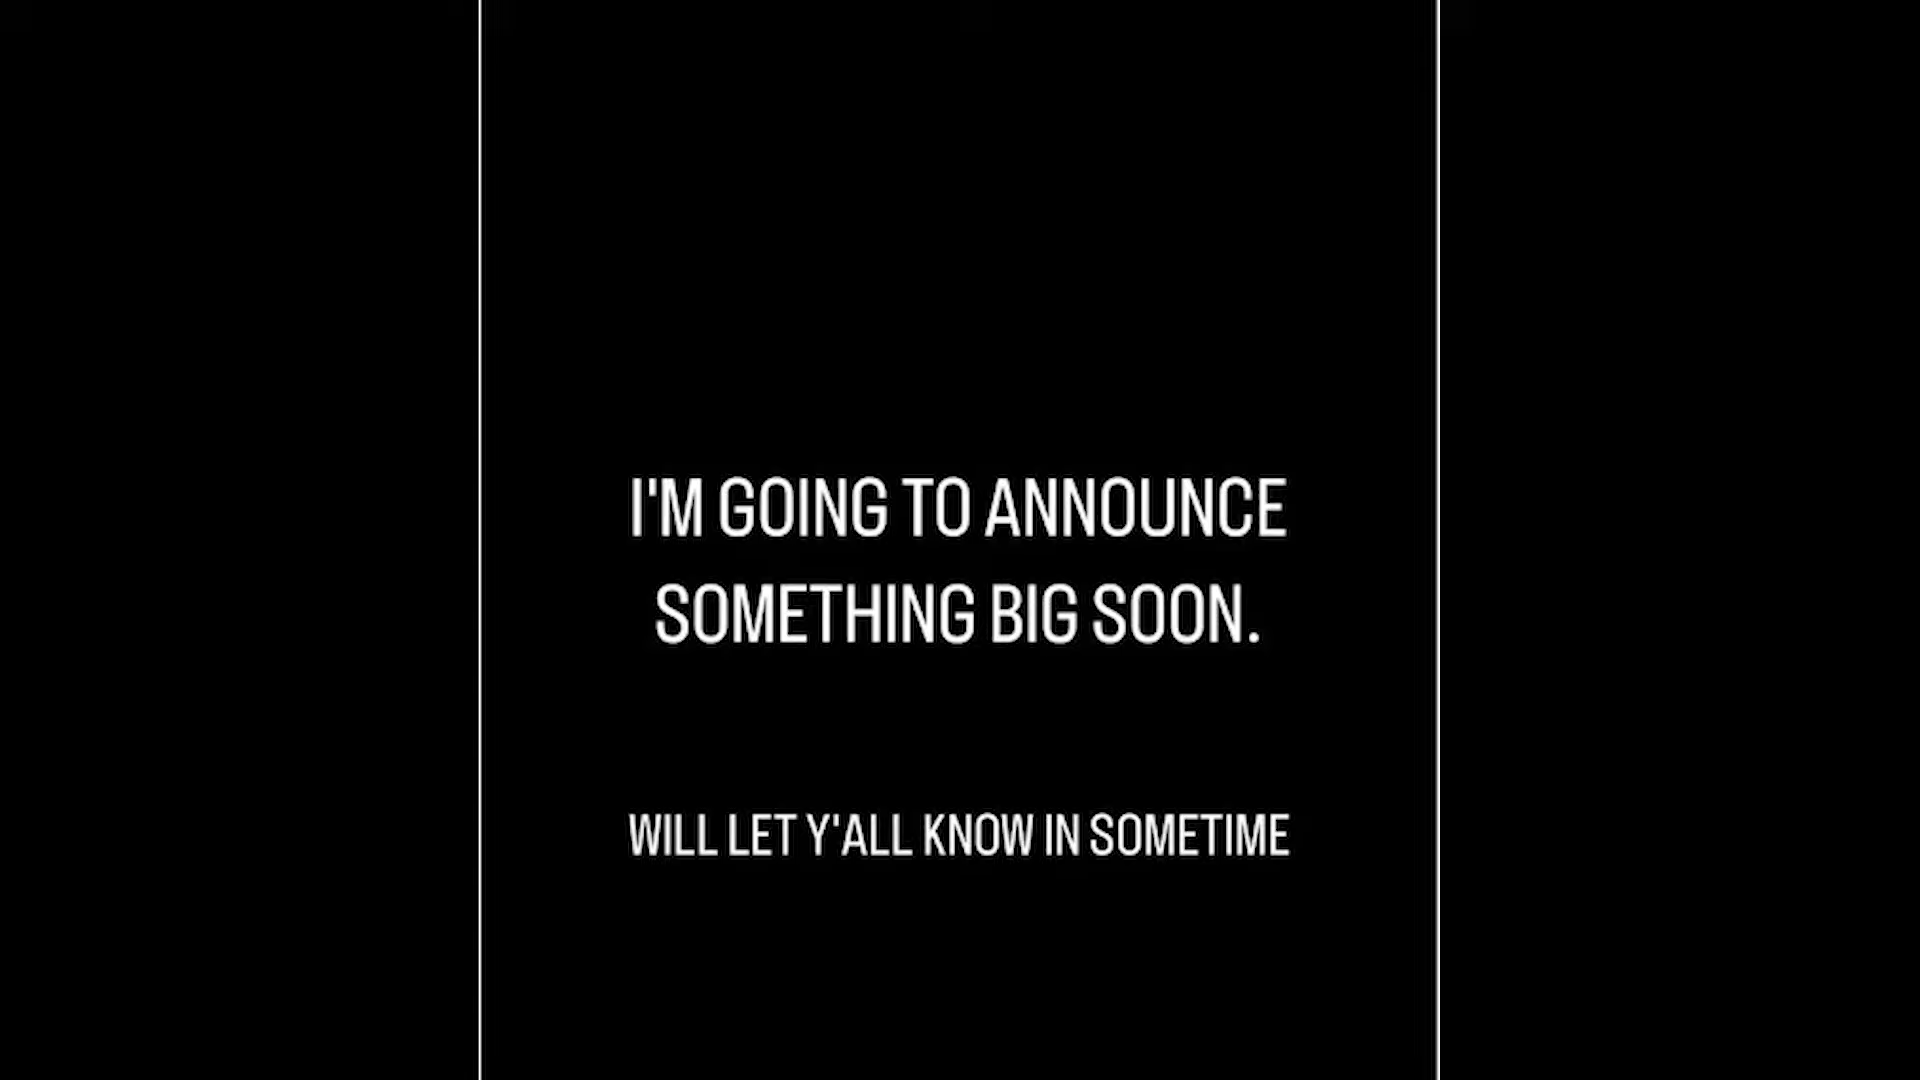 I'M GOING TO ANNOUNCE
SOMETHING BIG SOON.
WILL LET Y'ALL KNOW IN SOMETIME